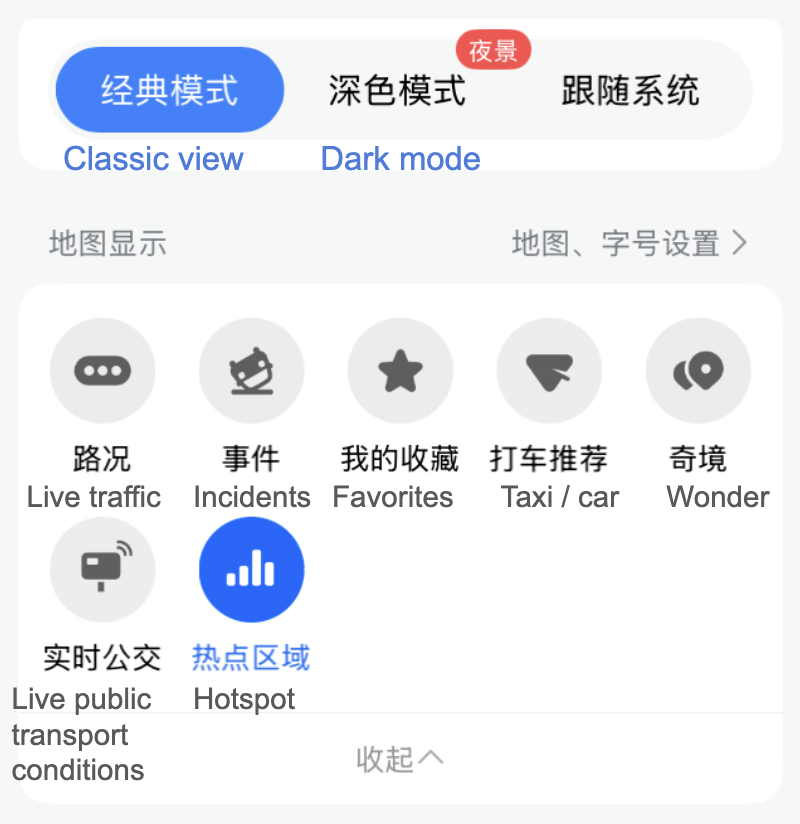 夜景
经典模式 深色模式 跟随系统
Classic view Dark mode
地图显示 地图、字号设置
路况 事件 我的收藏 打车推荐 奇境
Live traffic Incidents Favorites Taxi / car Wonder
实时公交 热点区域
Live public Hotspot
transport
conditions
收起